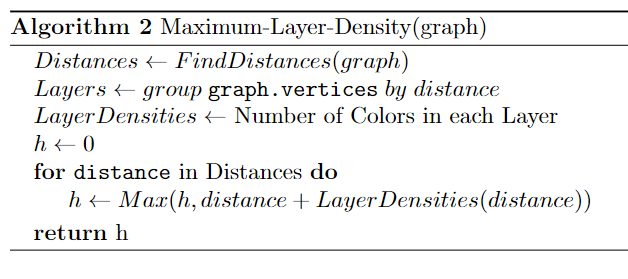 Algorithm 2 Maximum-Layer-Density(graph)
Distances ← FindDistances(graph)
Layers ← group graph.vertices by distance
LayerDensities ← Number of Colors in each Layer
h ← 0
for distance in Distances do
h ← Max(h, distance + LayerDensities(distance))
return h